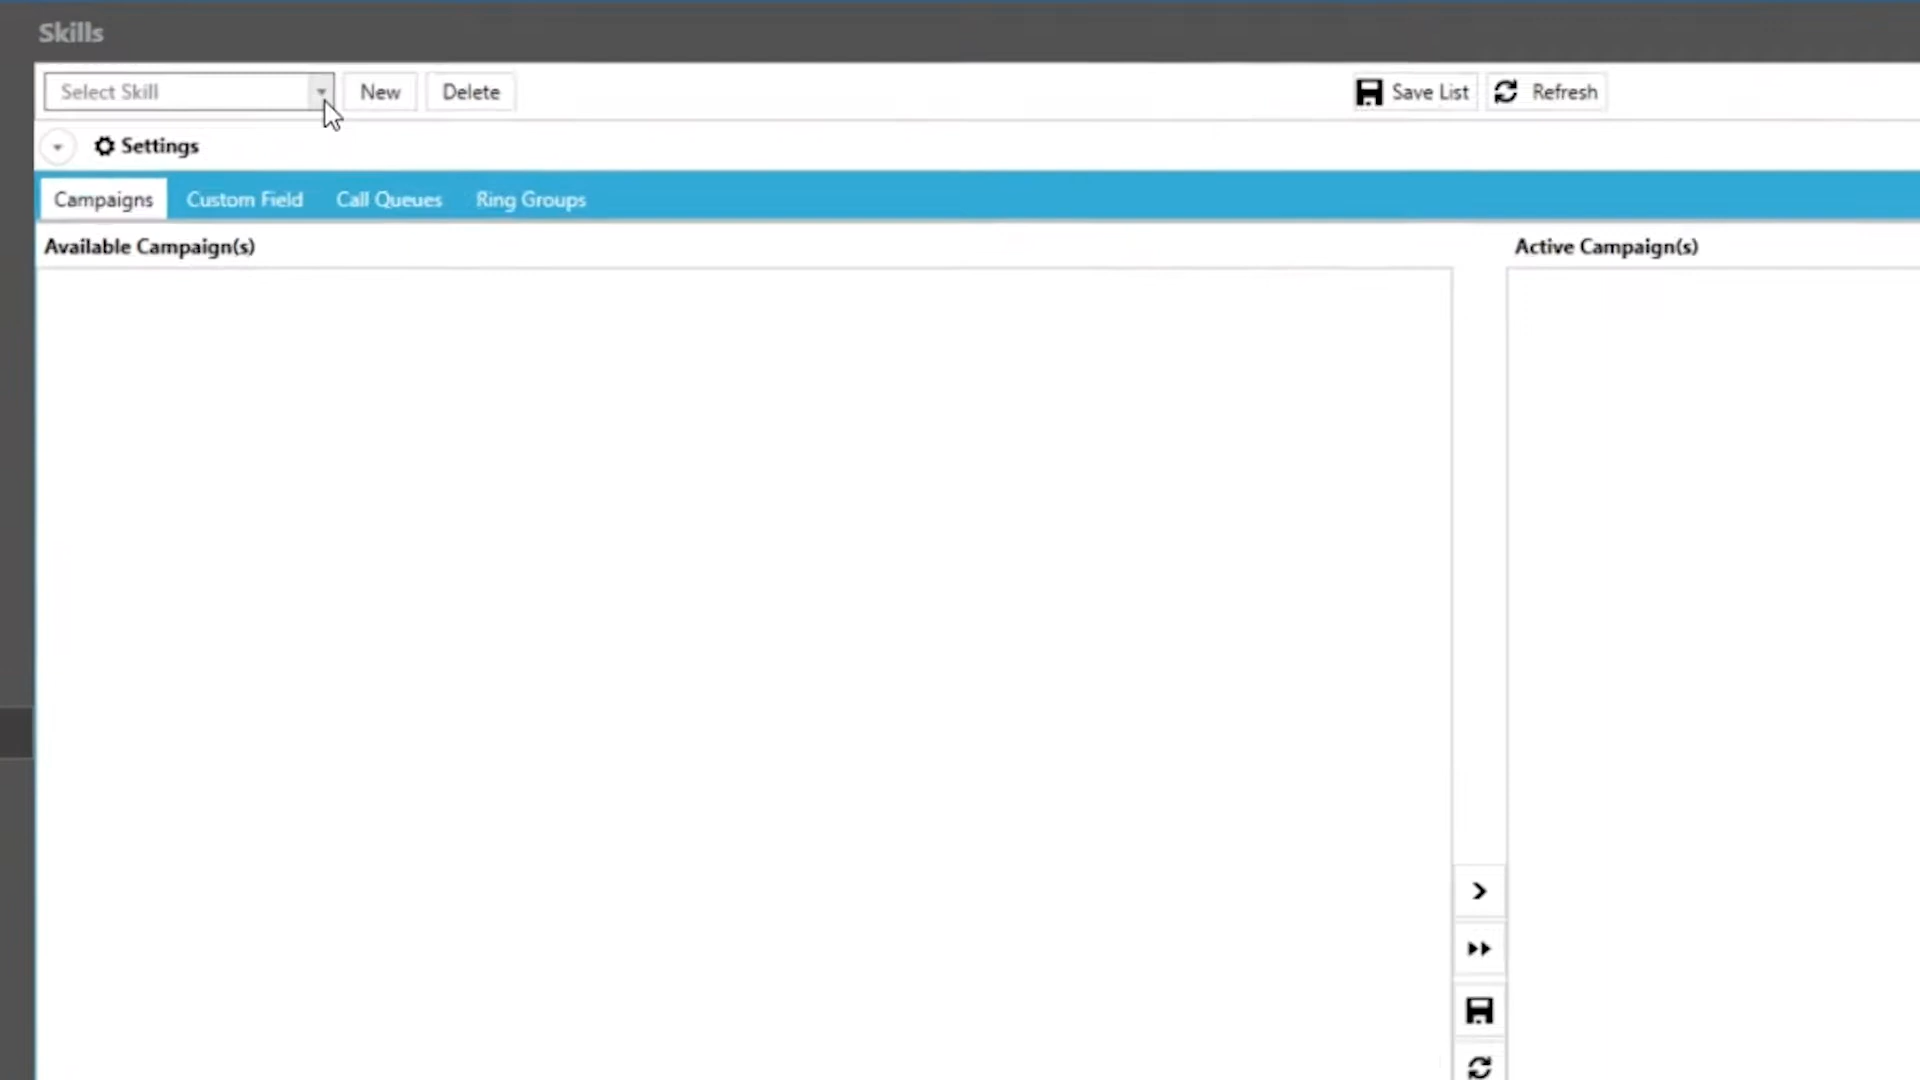 Skills
Select Skill New Delete Save List Refresh
Settings
Campaigns Custom Field Call Queues Ring Groups
Available Campaign(s) Active Campaign(s)